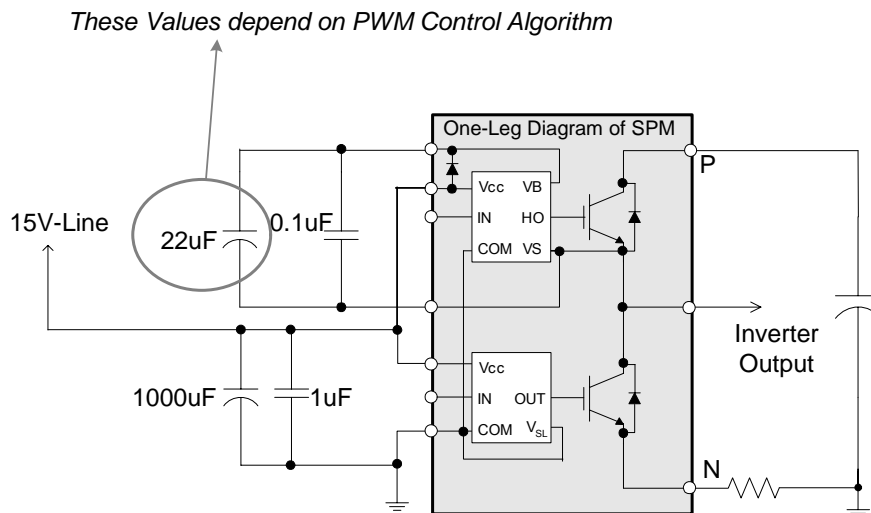 These Values depend on PWM Control Algorithm
One-Leg Diagram of SPM
P
Vcc VB
15V-Line
22uF
0.1uF
IN HO
COM VS
Inverter
Output
Vcc
1000uF
1uF
IN OUT
COM VSL
N